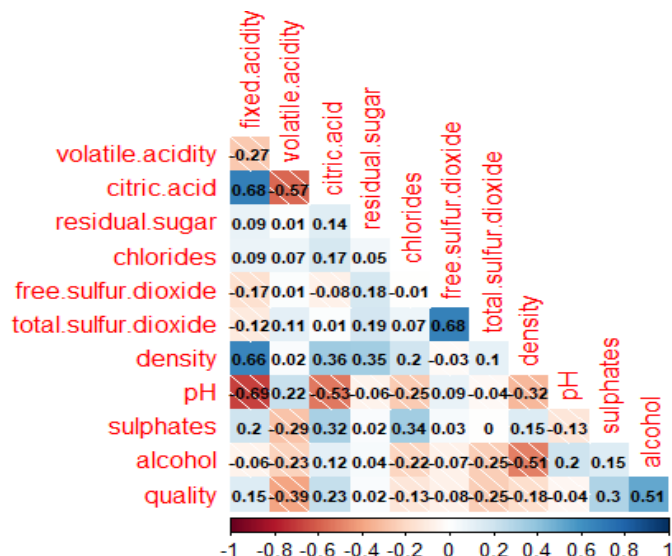 fixed.acidity volatile.acidity citric.acid residual.sugar chlorides free.sulfur.dioxide total.sulfur.dioxide density pH sulphates alcohol
volatile.acidity -0.27
citric.acid 0.68 -0.57
residual.sugar 0.09 0.01 0.14
chlorides 0.09 0.07 0.17 0.05
free.sulfur.dioxide -0.17 0.01 -0.08 0.18 -0.01
total.sulfur.dioxide -0.12 0.11 0.01 0.19 0.07 0.68
density 0.66 0.02 0.36 0.35 0.2 -0.03 0.1
pH -0.69 0.22 -0.53 -0.06 -0.25 0.09 -0.04 -0.32
sulphates 0.2 -0.29 0.32 0.02 0.34 0.03 0 0.15 -0.13
alcohol -0.06 -0.23 0.12 0.04 -0.22 -0.07 -0.25 -0.51 0.2 0.15
quality 0.15 -0.39 0.23 0.02 -0.13 -0.08 -0.25 -0.18 -0.04 0.3 0.51
-1 -0.8 -0.6 -0.4 -0.2 0 0.2 0.4 0.6 0.8 1